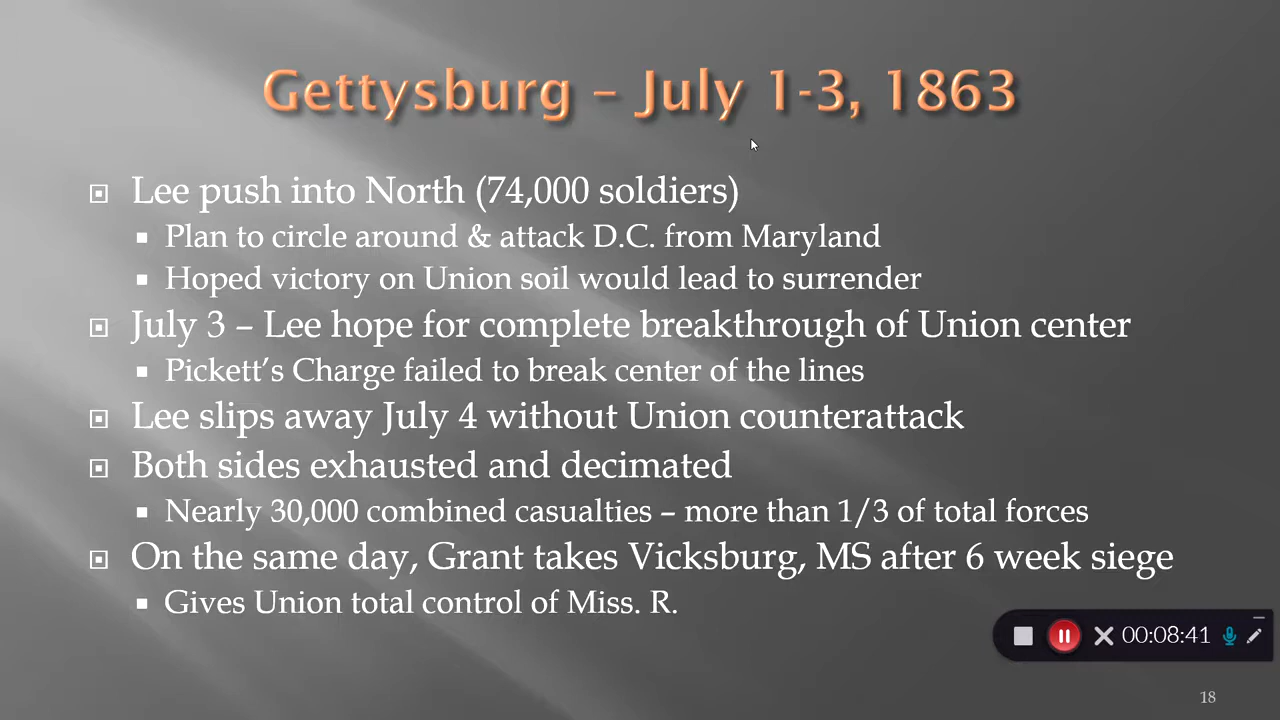 Gettysburg – July 1-3, 1863
Lee push into North (74,000 soldiers)
Plan to circle around & attack D.C. from Maryland
Hoped victory on Union soil would lead to surrender
July 3 – Lee hope for complete breakthrough of Union center
Pickett’s Charge failed to break center of the lines
Lee slips away July 4 without Union counterattack
Both sides exhausted and decimated
Nearly 30,000 combined casualties – more than 1/3 of total forces
On the same day, Grant takes Vicksburg, MS after 6 week siege
Gives Union total control of Miss. R.
00:08:41
18